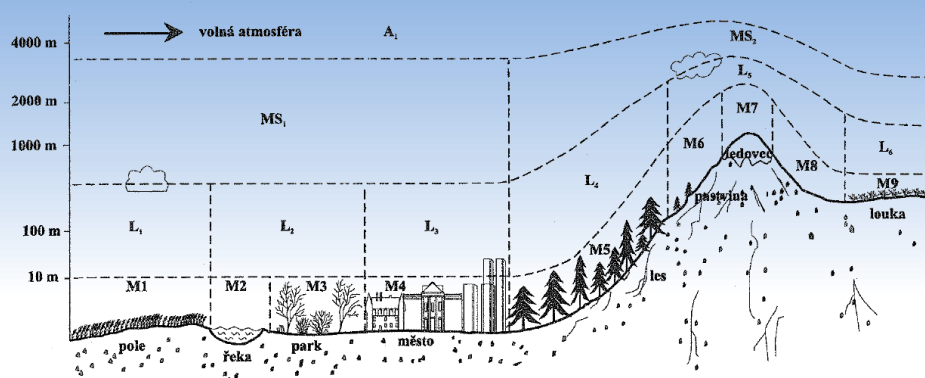 4000 m
volná atmosféra
A₁
MS₂
L₅
2000 m
M7
MS₁
1000 m
M6
L₆
ledovec
M8
L₄
M9
pastvina
louka
L₁
L₂
L₃
100 m
M5
10 m
les
M1
M2
M3
M4
pole
řeka
park
město